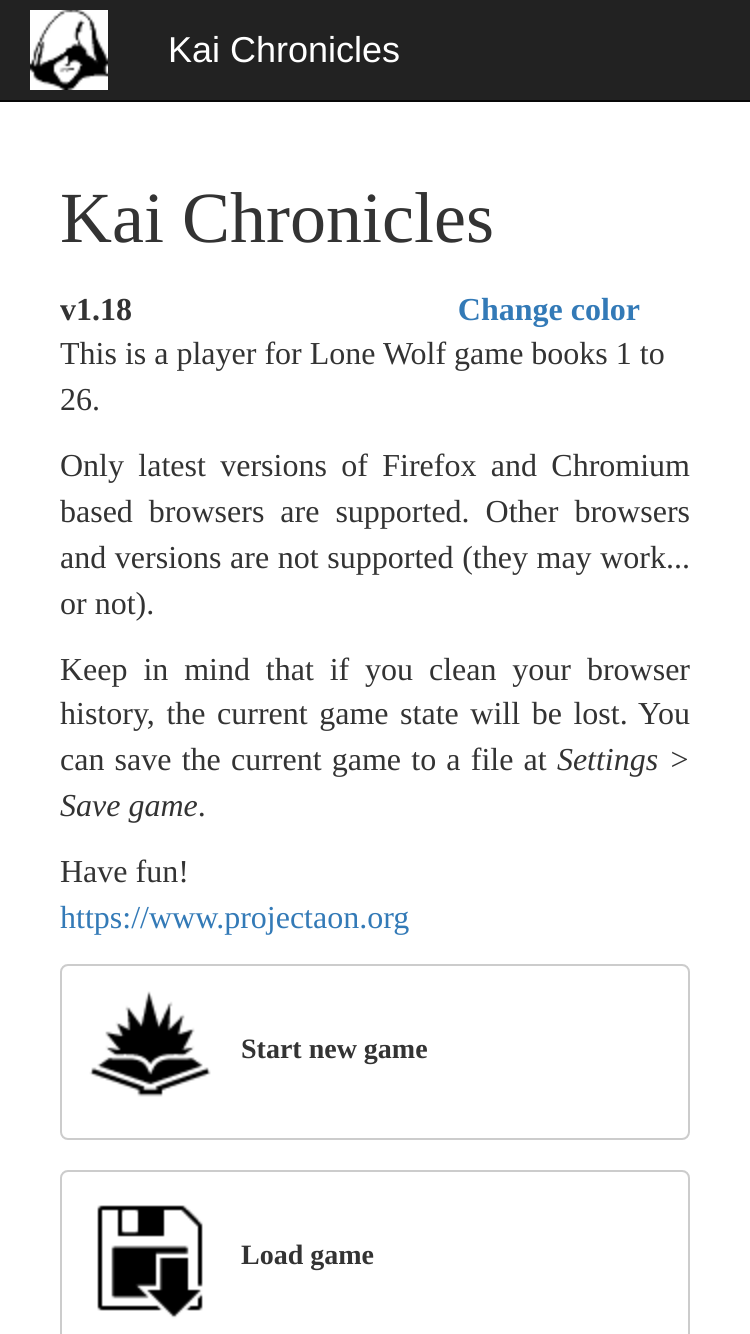 Kai Chronicles
Kai Chronicles
v1.18 Change color
This is a player for Lone Wolf game books 1 to
26.
Only latest versions of Firefox and Chromium
based browsers are supported. Other browsers
and versions are not supported (they may work...
or not).
Keep in mind that if you clean your browser
history, the current game state will be lost. You
can save the current game to a file at Settings >
Save game.
Have fun!
https://www.projectaon.org
Start new game
Load game